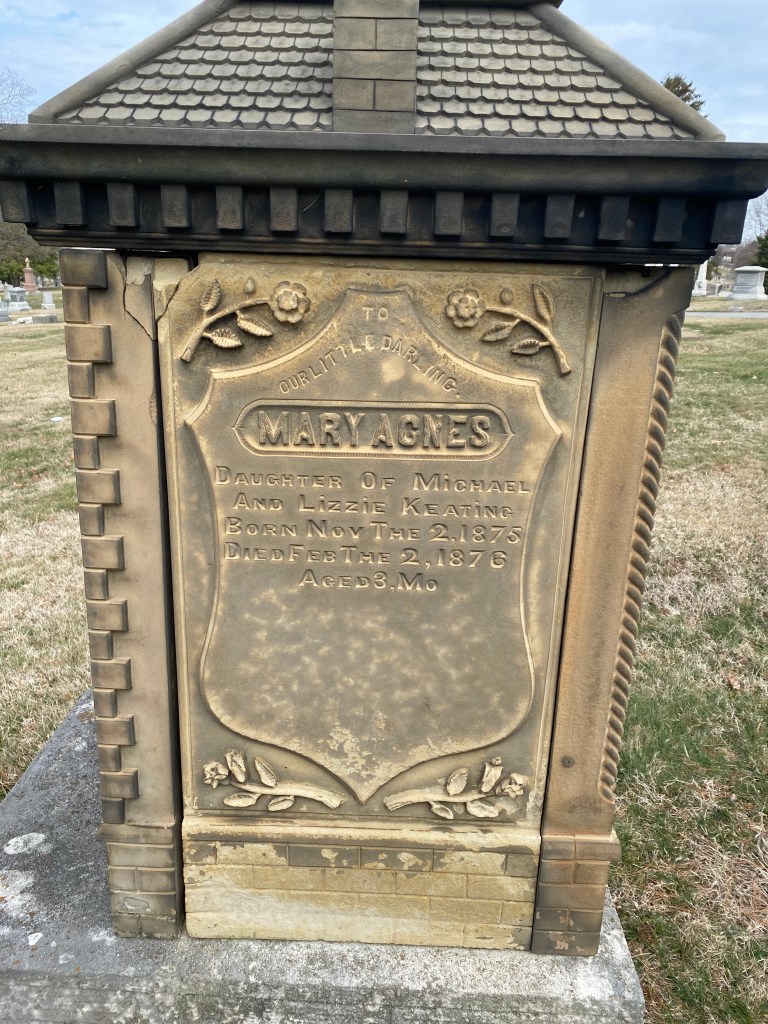 TO
OUR LITTLE DARLING.
MARY AGNES
DAUGHTER OF MICHAEL
AND LIZZIE KEATING
BORN NOV THE 2, 1875
DIED FEB THE 2, 1876
AGED 3, MO